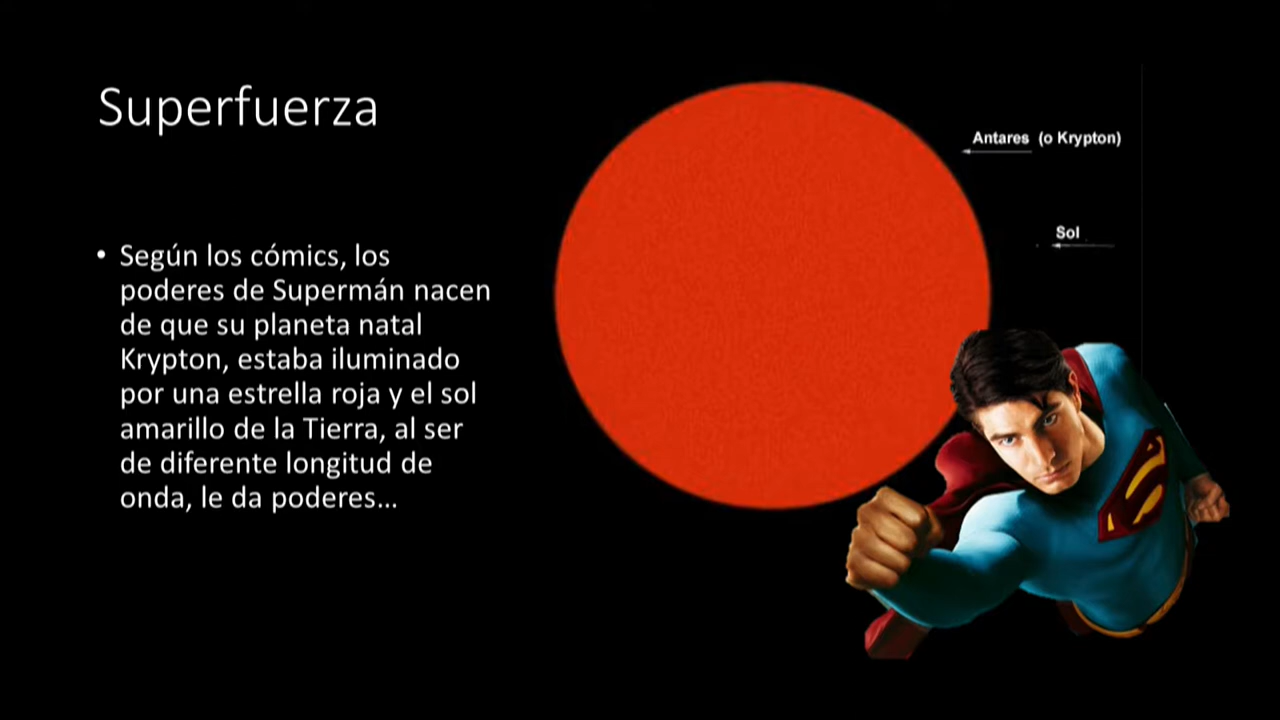 Superfuerza
• Según los cómics, los
poderes de Supermán nacen
de que su planeta natal
Krypton, estaba iluminado
por una estrella roja y el sol
amarillo de la Tierra, al ser
de diferente longitud de
onda, le da poderes...
Antares (o Krypton)
Sol
S